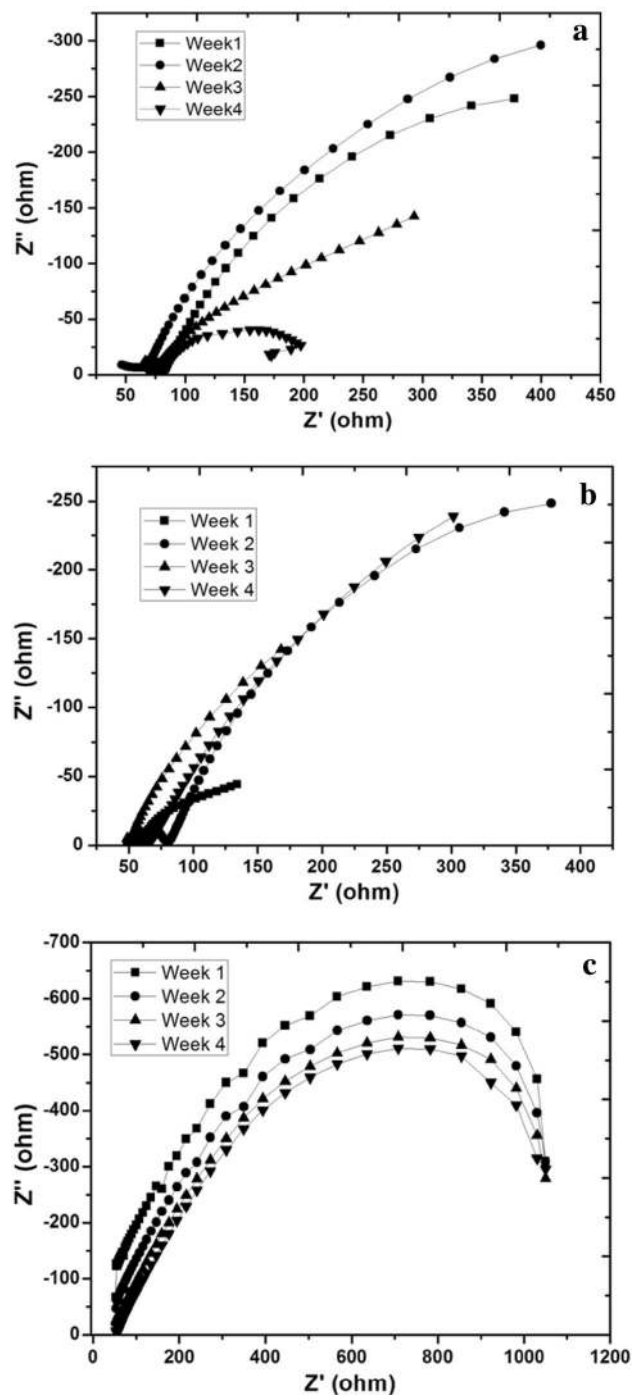 a
Week1
Week2
Week3
Week4
-300
-250
-200
-150
-100
-50
0
Z" (ohm)
50 100 150 200 250 300 350 400 450
Z' (ohm)
b
Week 1
Week 2
Week 3
Week 4
-250
-200
-150
-100
-50
0
Z" (ohm)
50 100 150 200 250 300 350 400
Z' (ohm)
c
Week 1
Week 2
Week 3
Week 4
-700
-600
-500
-400
-300
-200
-100
0
Z" (ohm)
0 200 400 600 800 1000 1200
Z' (ohm)